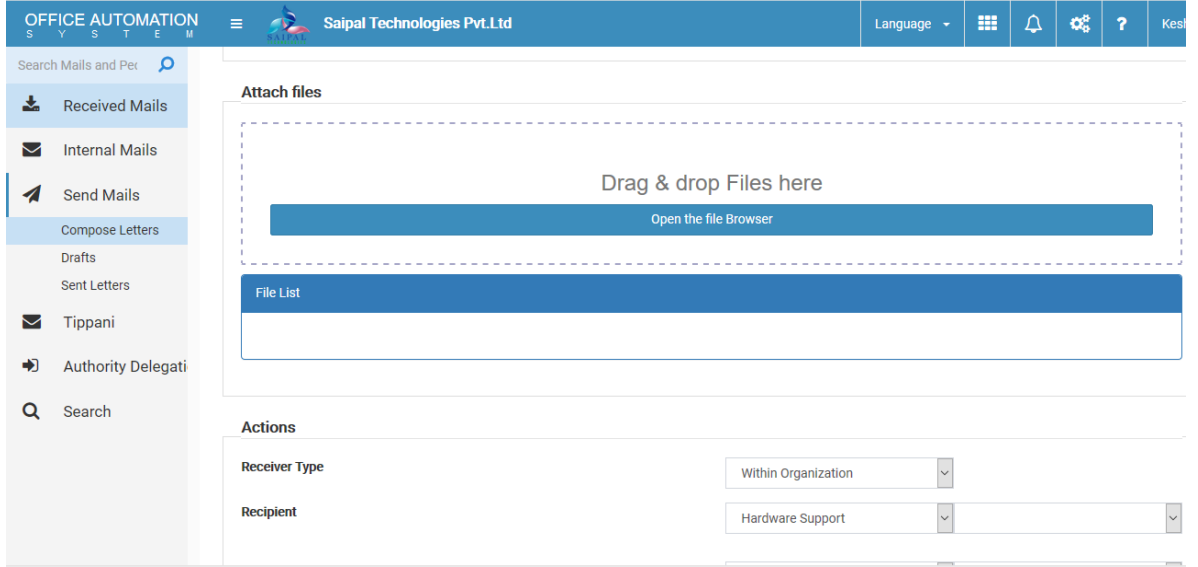 OFFICE AUTOMATION
S Y S T E M
SAIPAL
Saipal Technologies Pvt.Ltd
Language
?
Kesh
Search Mails and Pec
Received Mails
Internal Mails
Send Mails
Compose Letters
Drafts
Sent Letters
Tippani
Authority Delegati
Search
Attach files
Drag & drop Files here
Open the file Browser
File List
Actions
Receiver Type
Within Organization
Recipient
Hardware Support